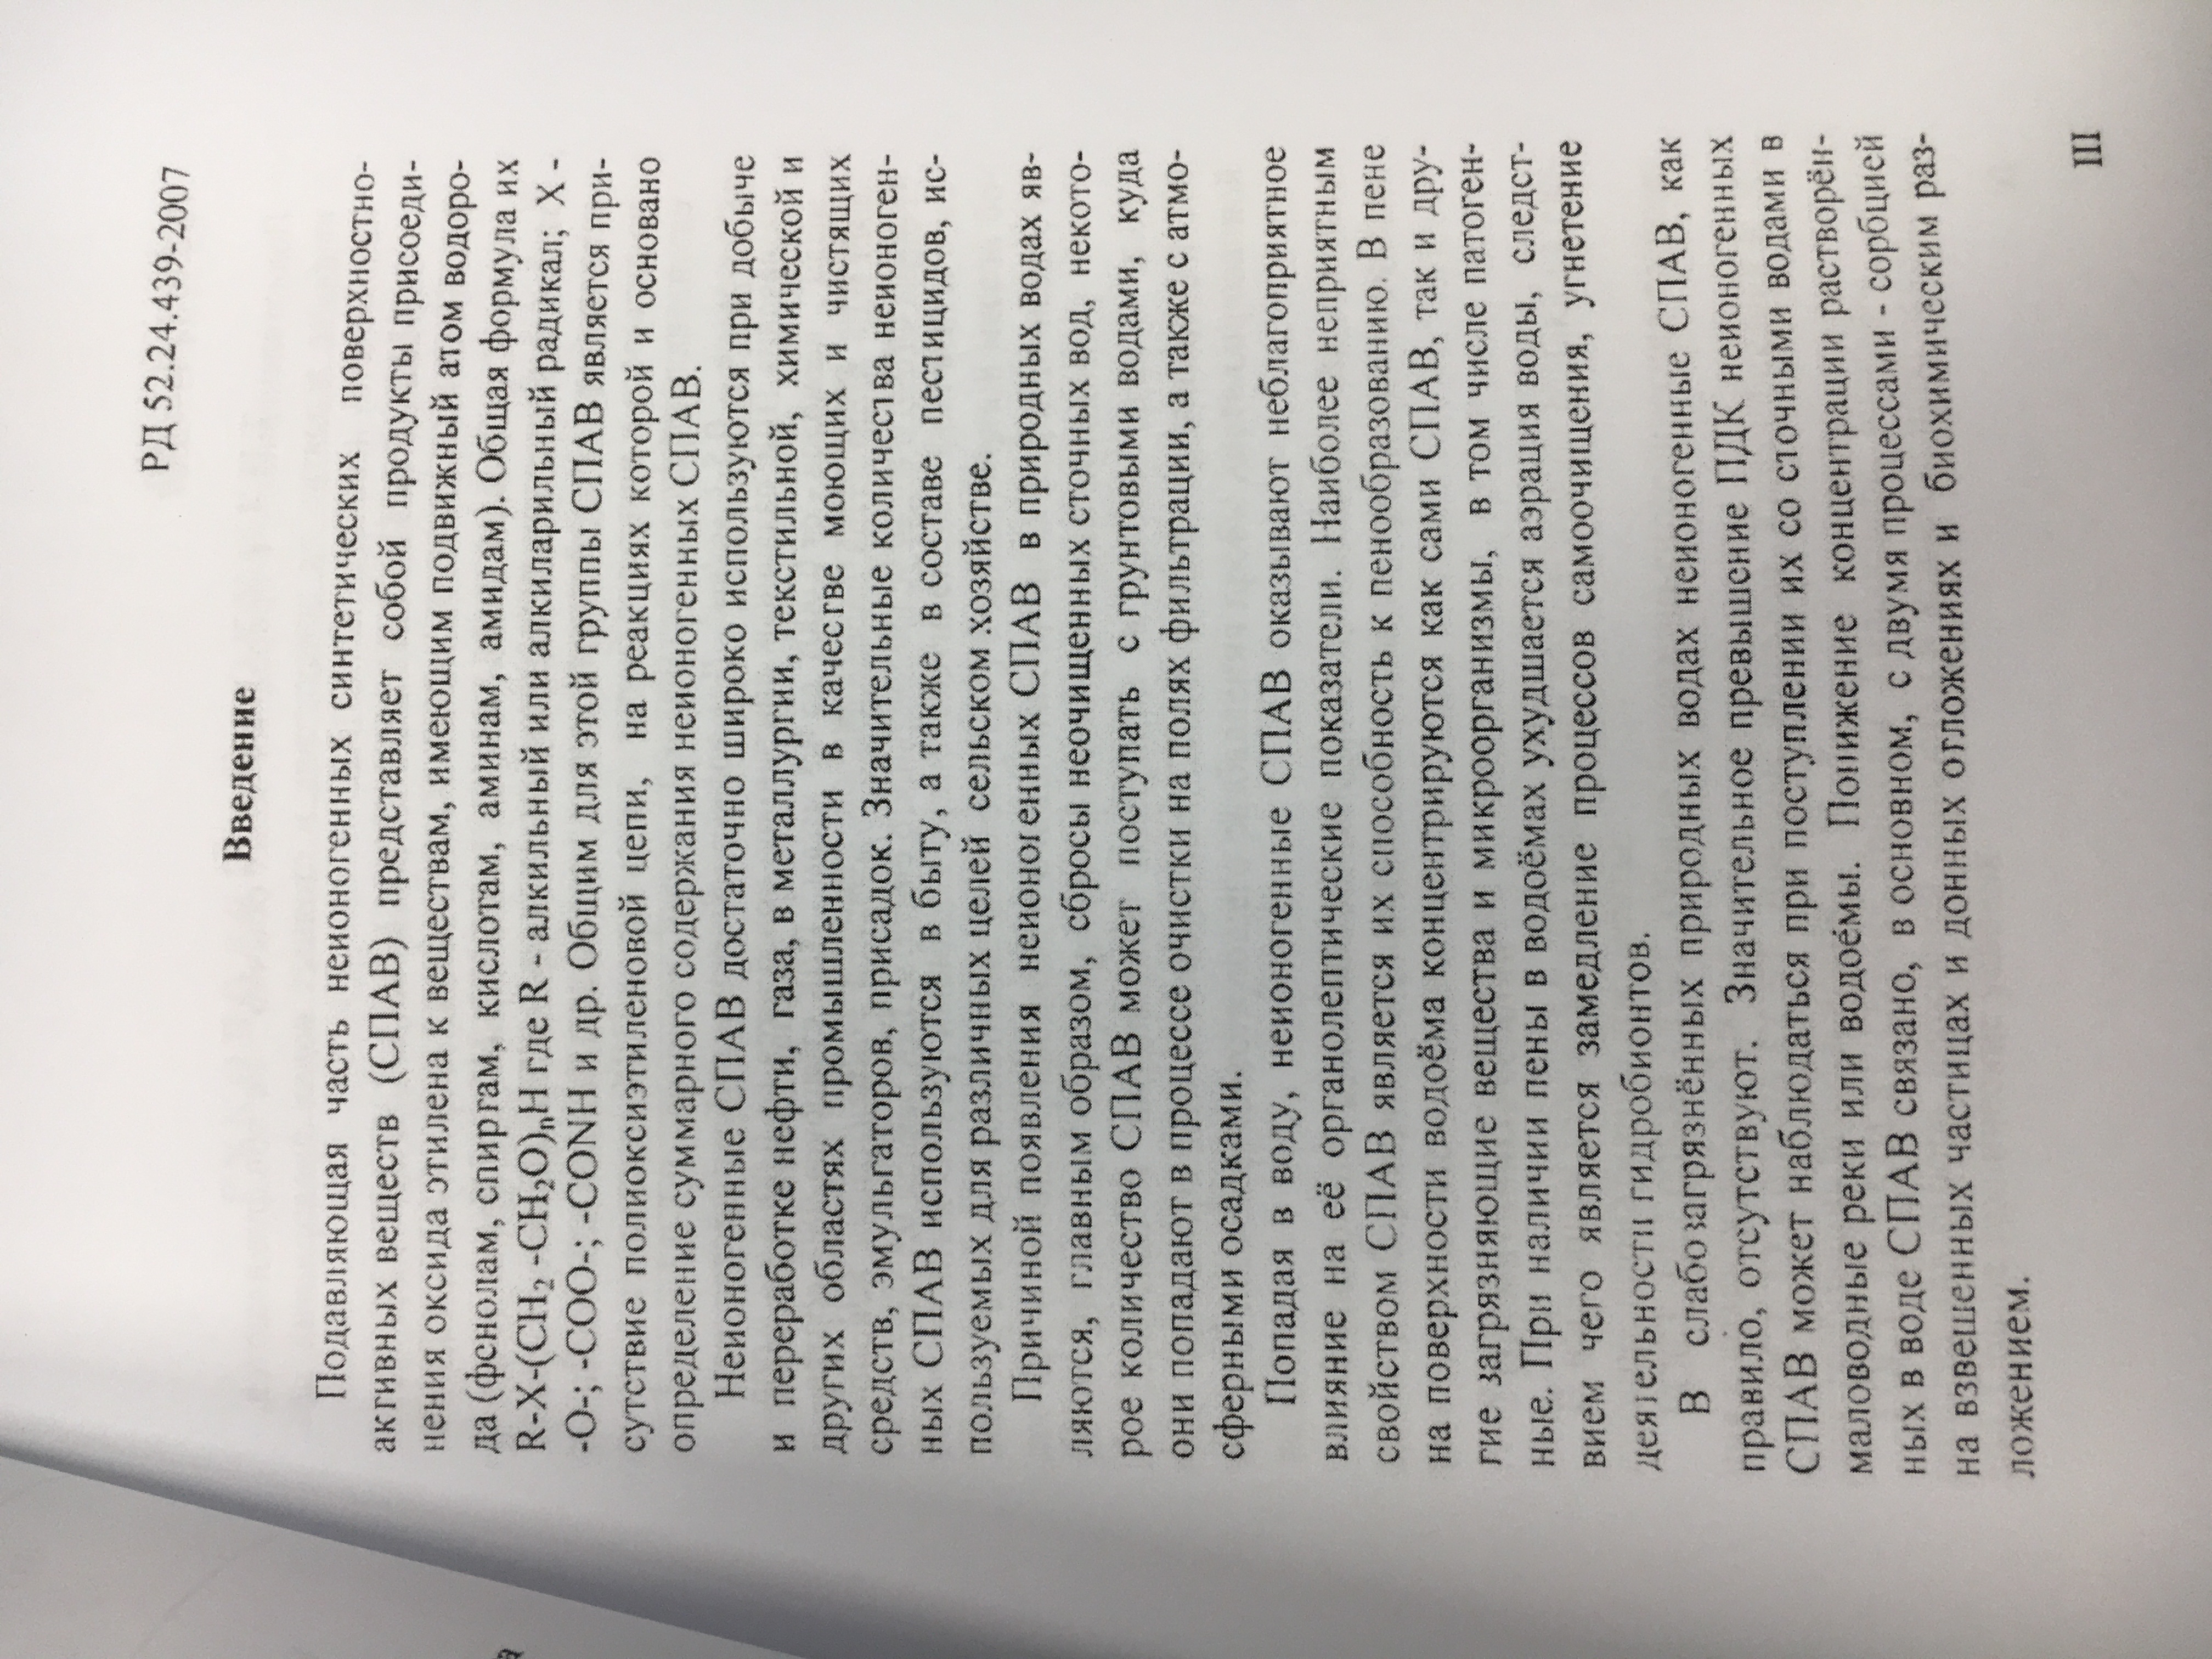 РД 52.24.439-2007
Введение
Подавляющая часть неионогенных синтетических поверхностно-
активных веществ (СПАВ) представляет собой продукты присоеди-
нения оксида этилена к веществам, имеющим подвижный атом водоро-
да (фенолам, спиртам, кислотам, аминам, амидам). Общая формула их
R-X-(CH₂ -CH₂O)ₙH где R - алкильный или алкиларильный радикал; X -
-O-; -COO-; -CONH и др. Общим для этой группы СПАВ является при-
сутствие полиоксиэтиленовой цепи, на реакциях которой и основано
определение суммарного содержания неионогенных СПАВ.
Неионогенные СПАВ достаточно широко используются при добыче
и переработке нефти, газа, в металлургии, текстильной, химической и
других областях промышленности в качестве моющих и чистящих
средств, эмульгаторов, присадок. Значительные количества неионоген-
ных СПАВ используются в быту, а также в составе пестицидов, ис-
пользуемых для различных целей сельском хозяйстве.
Причиной появления неионогенных СПАВ в природных водах яв-
ляются, главным образом, сбросы неочищенных сточных вод, некото-
рое количество СПАВ может поступать с грунтовыми водами, куда
они попадают в процессе очистки на полях фильтрации, а также с атмо-
сферными осадками.
Попадая в воду, неионогенные СПАВ оказывают неблагоприятное
влияние на её органолептические показатели. Наиболее неприятным
свойством СПАВ является их способность к пенообразованию. В пене
на поверхности водоёма концентрируются как сами СПАВ, так и дру-
гие загрязняющие вещества и микроорганизмы, в том числе патоген-
ные. При наличии пены в водоёмах ухудшается аэрация воды, следст-
вием чего является замедление процессов самоочищения, угнетение
деятельности гидробионтов.
В слабозагрязнённых природных водах неионогенные СПАВ, как
правило, отсутствуют. Значительное превышение ПДК неионогенных
СПАВ может наблюдаться при поступлении их со сточными водами в
маловодные реки или водоёмы. Понижение концентрации растворён-
ных в воде СПАВ связано, в основном, с двумя процессами - сорбцией
на взвешенных частицах и донных отложениях и биохимическим раз-
ложением.
III